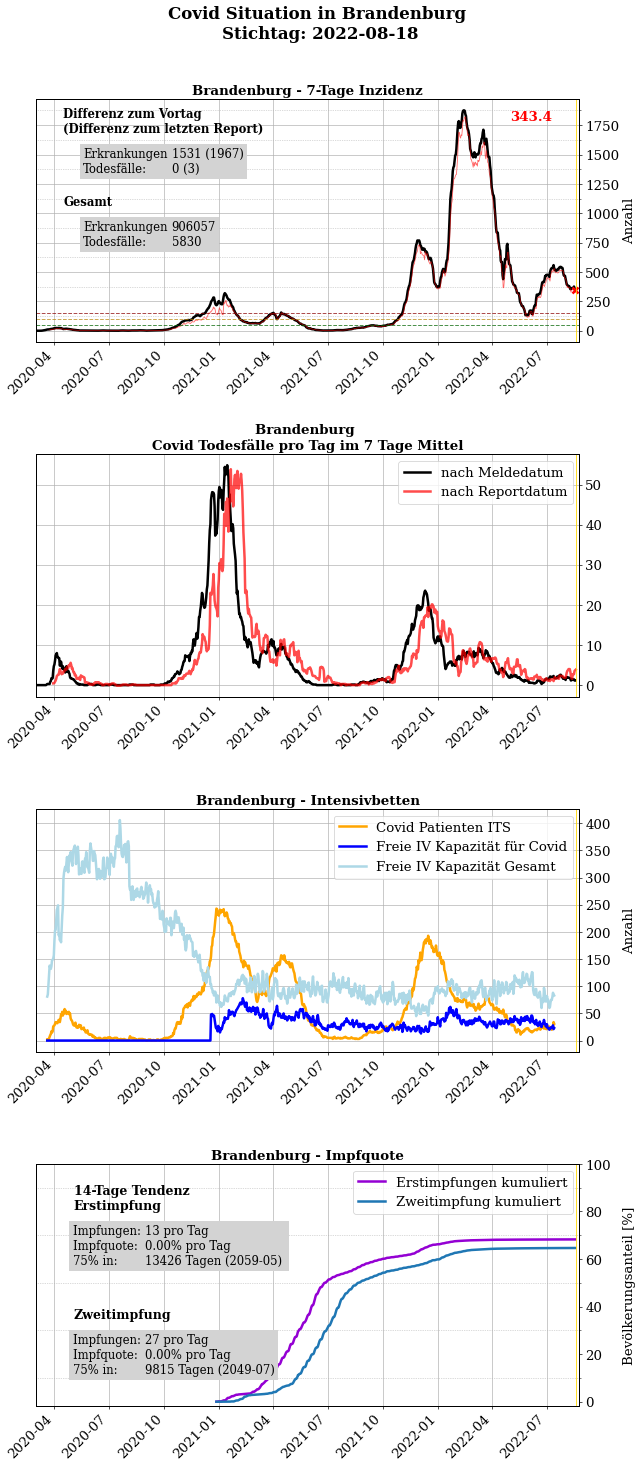 Covid Situation in Brandenburg
Stichtag: 2022-08-18
Brandenburg - 7-Tage Inzidenz
Differenz zum Vortag
(Differenz zum letzten Report)
Erkrankungen 1531 (1967)
Todesfälle: 0 (3)
Gesamt
Erkrankungen 906057
Todesfälle: 5830
343.4
1750
1500
1250
1000
750
500
250
0
Anzahl
2020-04 2020-07 2020-10 2021-01 2021-04 2021-07 2021-10 2022-01 2022-04 2022-07
Brandenburg
Covid Todesfälle pro Tag im 7 Tage Mittel
nach Meldedatum
nach Reportdatum
50
40
30
20
10
0
2020-04 2020-07 2020-10 2021-01 2021-04 2021-07 2021-10 2022-01 2022-04 2022-07
Brandenburg - Intensivbetten
Covid Patienten ITS
Freie IV Kapazität für Covid
Freie IV Kapazität Gesamt
400
350
300
250
200
150
100
50
0
Anzahl
2020-04 2020-07 2020-10 2021-01 2021-04 2021-07 2021-10 2022-01 2022-04 2022-07
Brandenburg - Impfquote
14-Tage Tendenz
Erstimpfung
Impfungen: 13 pro Tag
Impfquote: 0.00% pro Tag
75% in: 13426 Tagen (2059-05)
Zweitimpfung
Impfungen: 27 pro Tag
Impfquote: 0.00% pro Tag
75% in: 9815 Tagen (2049-07)
Erstimpfungen kumuliert
Zweitimpfung kumuliert
100
80
60
40
20
0
Bevölkerungsanteil [%]
2020-04 2020-07 2020-10 2021-01 2021-04 2021-07 2021-10 2022-01 2022-04 2022-07